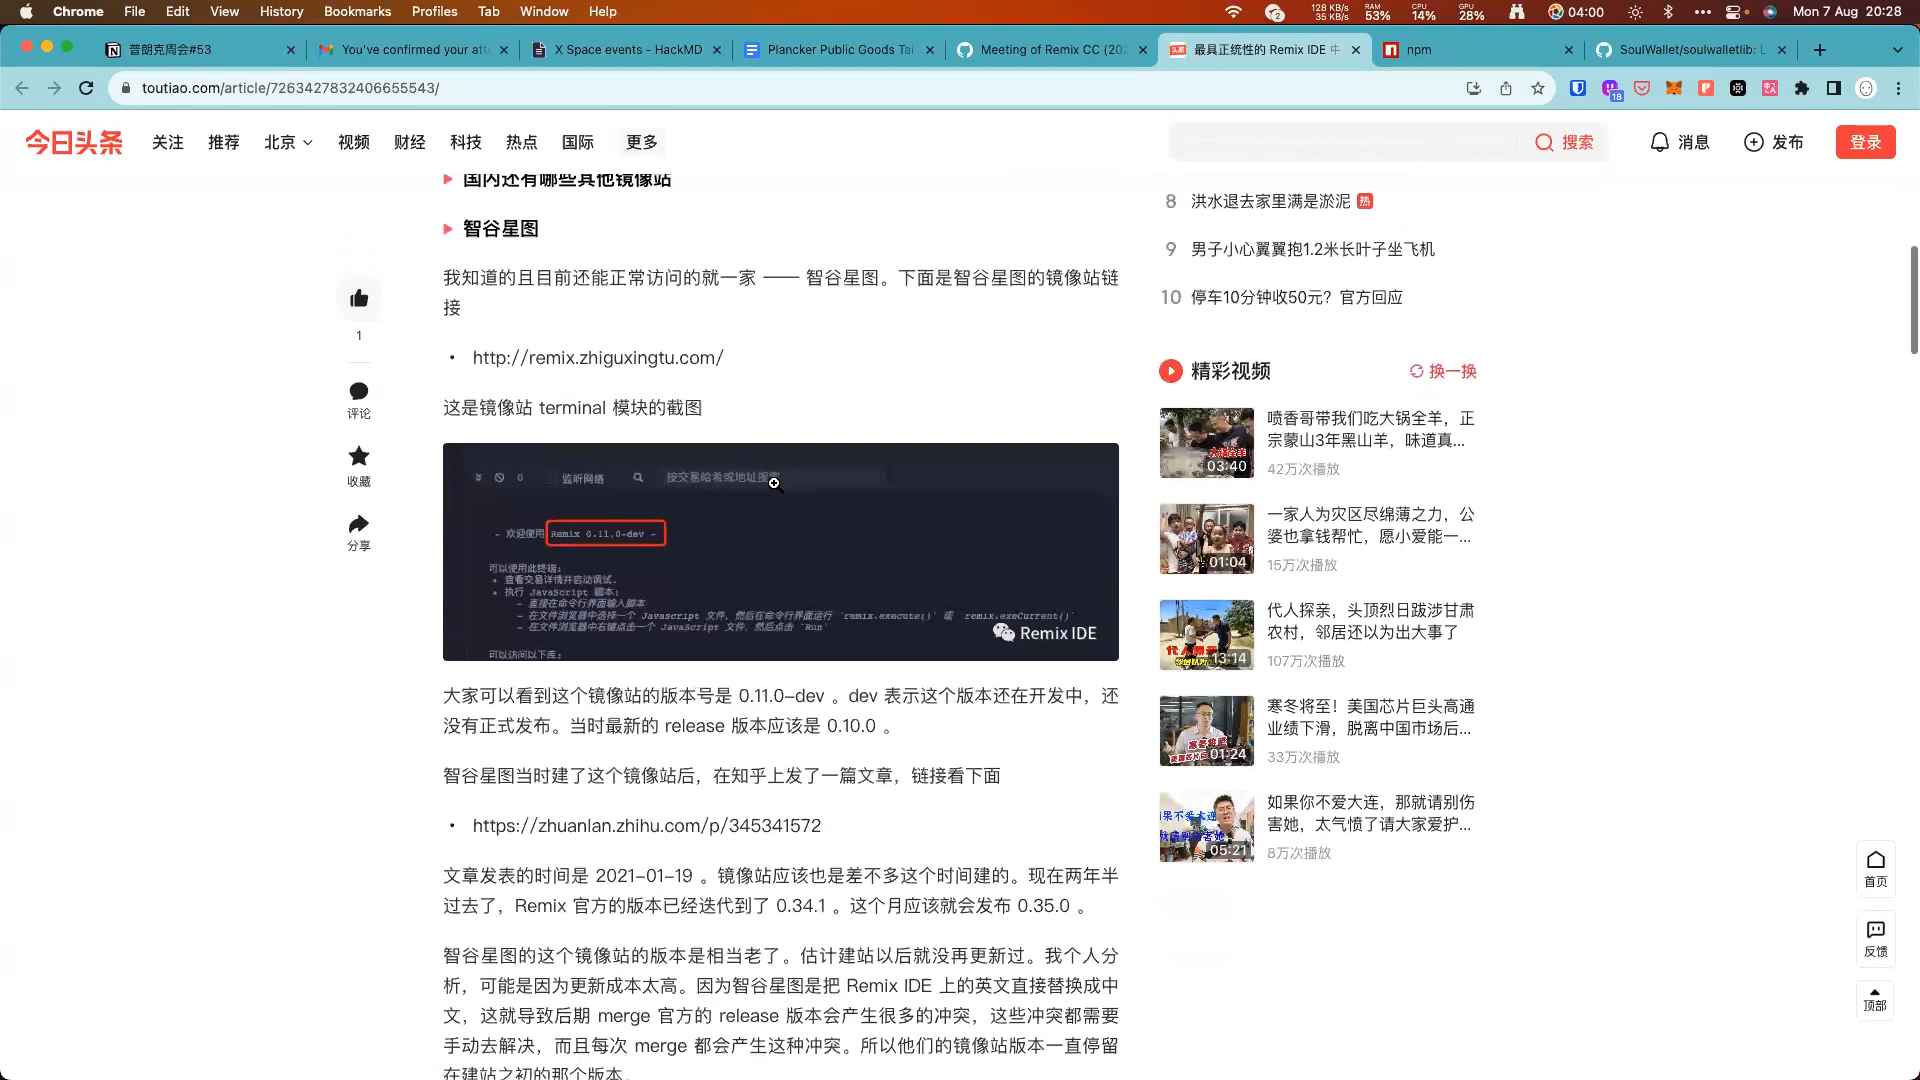 Chrome File Edit View History Bookmarks Profiles Tab Window Help
128 KB/s 35 KB/s RAM 53% CPU 14% GPU 28% 04:00 Mon 7 Aug 20:28
普朗克周会#53
You've confirmed your att
X Space events - HackMD
Plancker Public Goods Tal
Meeting of Remix CC (202
最具正统性的 Remix IDE 中
npm
SoulWallet/soulwalletlib: L
toutiao.com/article/7263427832406655543/
18
今日头条 关注 推荐 北京 视频 财经 科技 热点 国际 更多 搜索 消息 发布 登录
国内还有哪些其他镜像站
智谷星图
我知道的且目前还能正常访问的就一家 —— 智谷星图。下面是智谷星图的镜像站链
接
• http://remix.zhiguxingtu.com/
这是镜像站 terminal 模块的截图
0 监听网络 按交易哈希或地址搜索
- 欢迎使用 Remix 0.11.0-dev -
可以使用此终端:
• 查看交易详情并启动调试.
• 执行 JavaScript 脚本:
- 直接在命令行界面输入脚本
- 在文件浏览器中选择一个 Javascript 文件, 然后在命令行界面运行 `remix.execute()` 或 `remix.exeCurrent()`
- 在文件浏览器中右键点击一个 JavaScript 文件, 然后点击 `Run`
可以访问以下库:
Remix IDE
大家可以看到这个镜像站的版本号是 0.11.0-dev 。dev 表示这个版本还在开发中，还
没有正式发布。当时最新的 release 版本应该是 0.10.0 。
智谷星图当时建了这个镜像站后，在知乎上发了一篇文章，链接看下面
• https://zhuanlan.zhihu.com/p/345341572
文章发表的时间是 2021-01-19 。镜像站应该也是差不多这个时间建的。现在两年半
过去了，Remix 官方的版本已经迭代到了 0.34.1 。这个月应该就会发布 0.35.0 。
智谷星图的这个镜像站的版本是相当老了。估计建站以后就没再更新过。我个人分
析，可能是因为更新成本太高。因为智谷星图是把 Remix IDE 上的英文直接替换成中
文，这就导致后期 merge 官方的 release 版本会产生很多的冲突，这些冲突都需要
手动去解决，而且每次 merge 都会产生这种冲突。所以他们的镜像站版本一直停留
在建站之初的那个版本。
1
评论
收藏
分享
8 洪水退去家里满是淤泥 热
9 男子小心翼翼抱1.2米长叶子坐飞机
10 停车10分钟收50元？官方回应
精彩视频 换一换
03:40
喷香哥带我们吃大锅全羊，正
宗蒙山3年黑山羊，味道真...
42万次播放
01:04
一家人为灾区尽绵薄之力，公
婆也拿钱帮忙，愿小爱能一...
15万次播放
13:14
代人探亲，头顶烈日跋涉甘肃
农村，邻居还以为出大事了
107万次播放
01:24
寒冬将至！美国芯片巨头高通
业绩下滑，脱离中国市场后...
33万次播放
05:21
如果你不爱大连，那就请别伤
害她，太气愤了请大家爱护...
8万次播放
首页
反馈
顶部